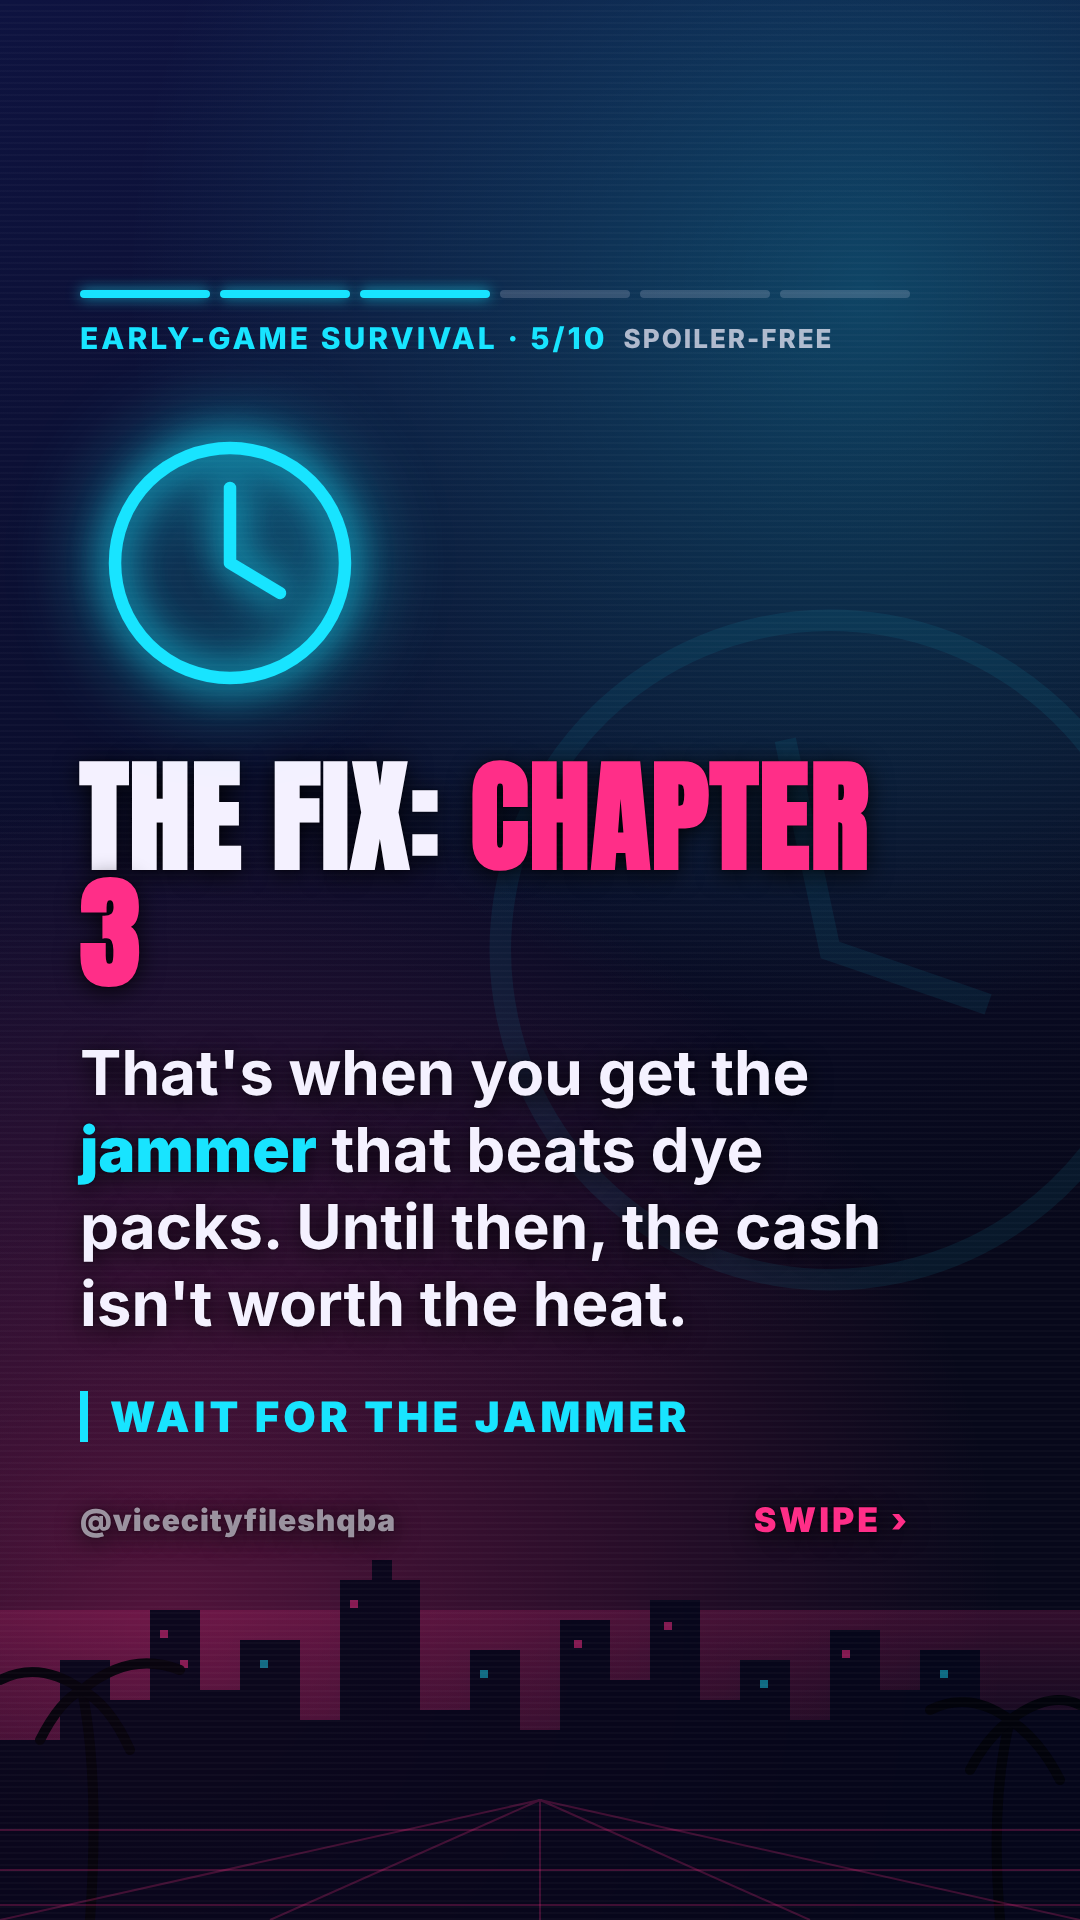 EARLY-GAME SURVIVAL · 5/10 SPOILER-FREE
THE FIX: CHAPTER
3
That's when you get the
jammer that beats dye
packs. Until then, the cash
isn't worth the heat.
WAIT FOR THE JAMMER
@vicecityfileshqba
SWIPE ›